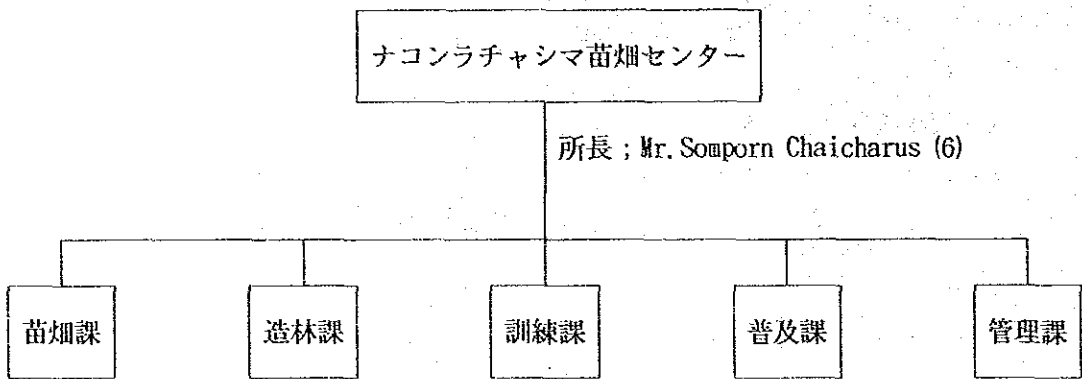 ナコンラチャシマ苗畑センター
所長；Mr. Somporn Chaicharus (6)
苗畑課
造林課
訓練課
普及課
管理課